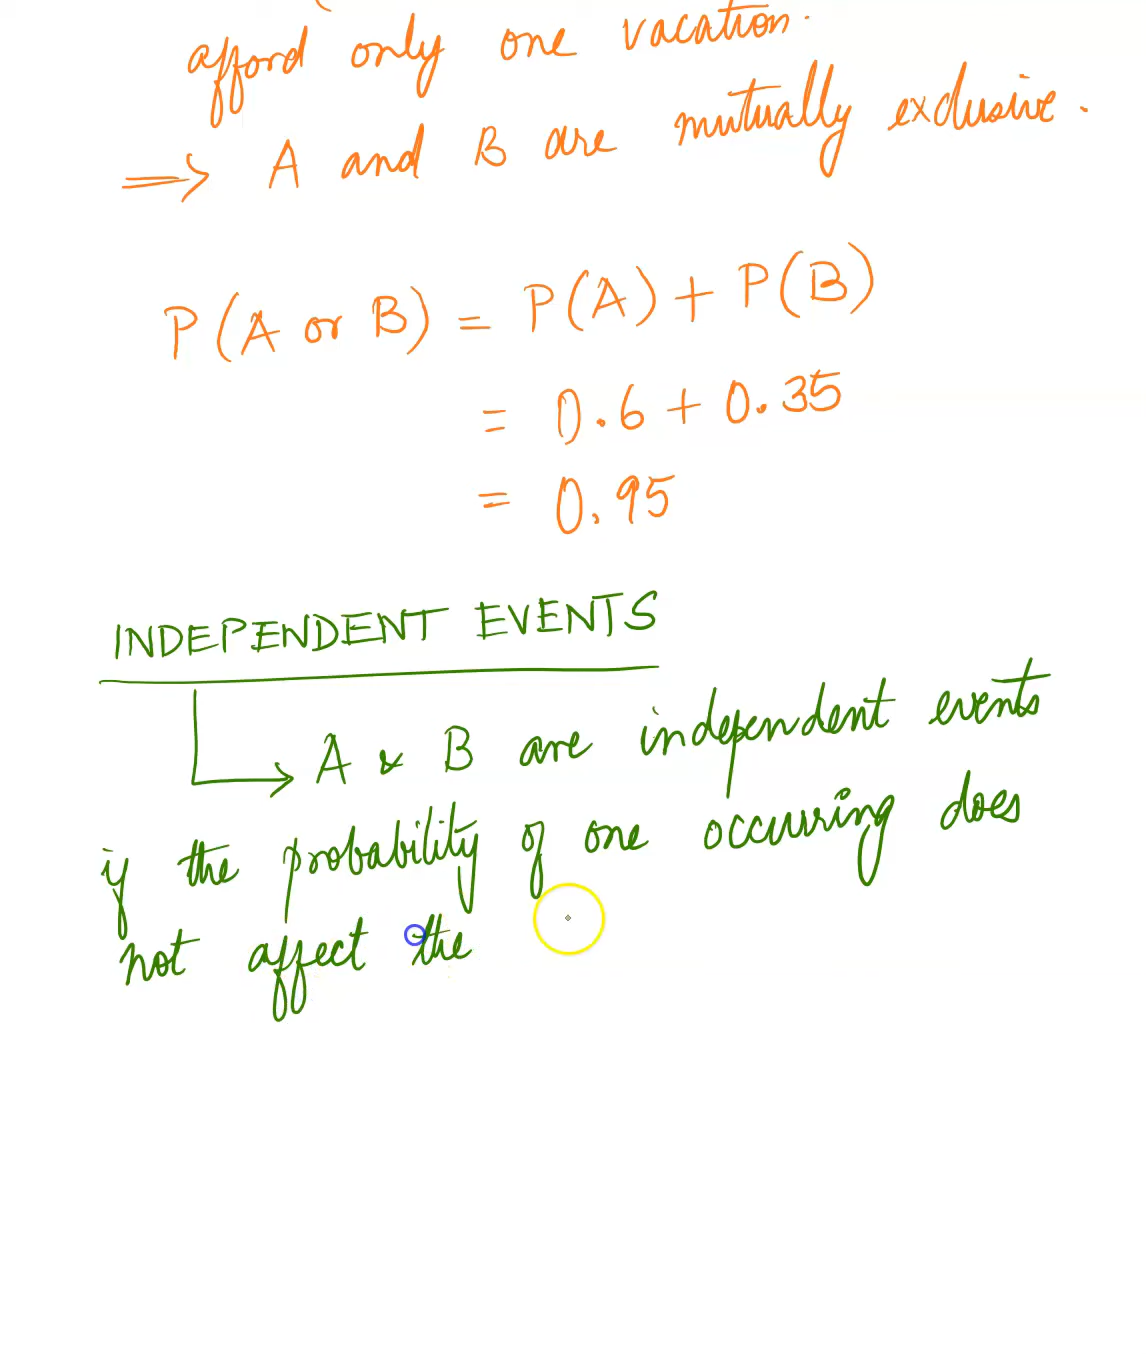 afford only one vacation.
⟹ A and B are mutually exclusive.
P(A or B) = P(A) + P(B)
= 0.6 + 0.35
= 0.95
INDEPENDENT EVENTS
→ A & B are independent events
if the probability of one occurring does
not affect the